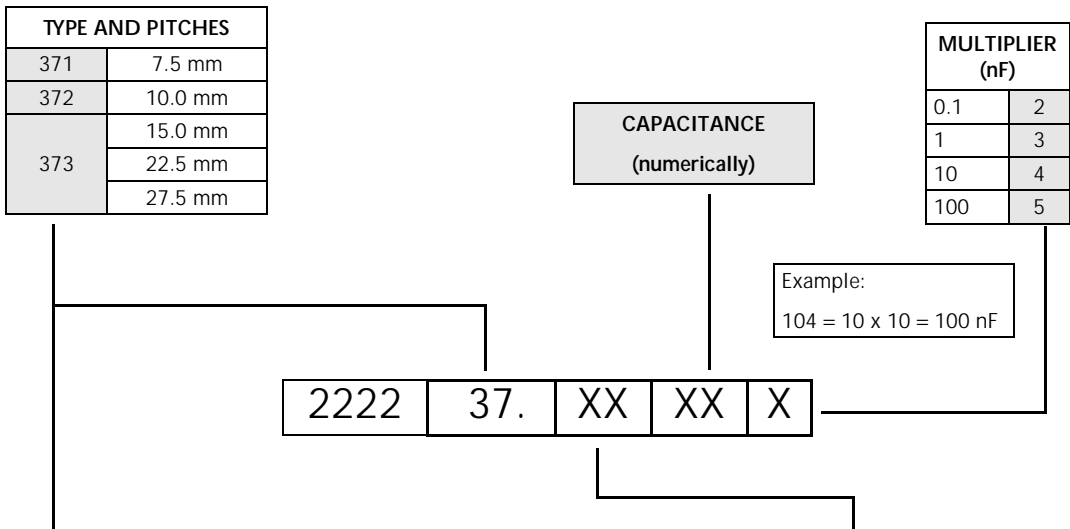 TYPE AND PITCHES
371 7.5 mm
372 10.0 mm
373 15.0 mm
22.5 mm
27.5 mm
CAPACITANCE
(numerically)
MULTIPLIER
(nF)
0.1 2
1 3
10 4
100 5
Example:
104 = 10 x 10 = 100 nF
2222 37. XX XX X